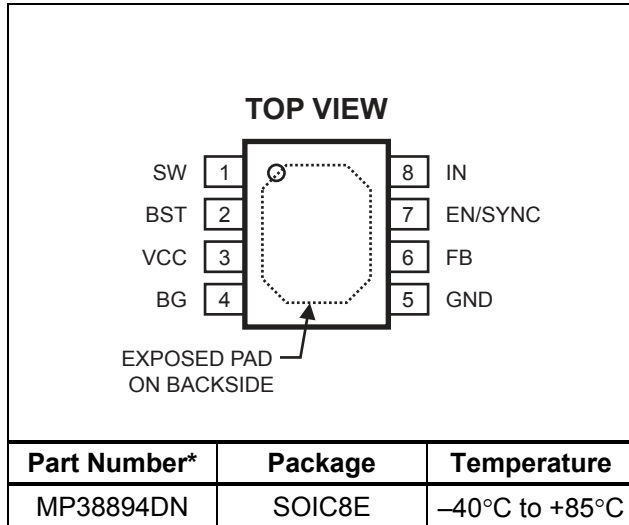 TOP VIEW
SW 1 8 IN
BST 2 7 EN/SYNC
VCC 3 6 FB
BG 4 5 GND
EXPOSED PAD
ON BACKSIDE
Part Number* Package Temperature
MP38894DN SOIC8E –40°C to +85°C